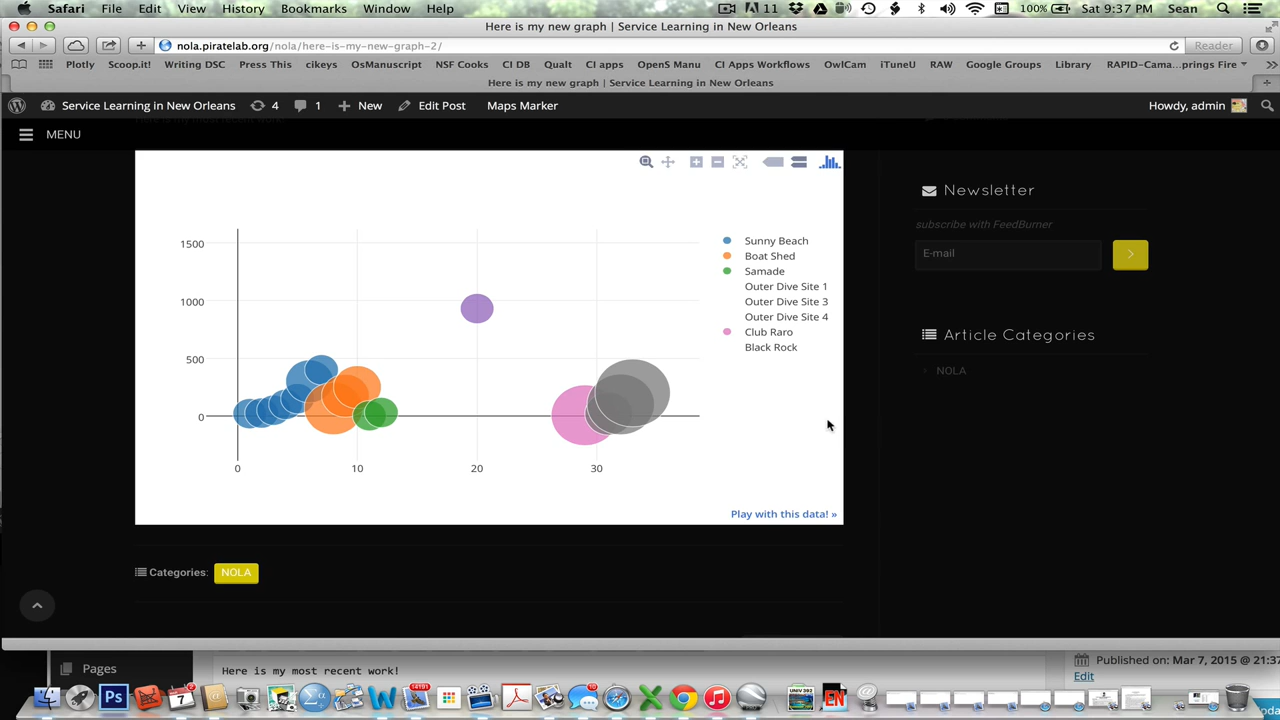 Safari File Edit View History Bookmarks Window Help 11 100% Sat 9:37 PM Sean
Here is my new graph | Service Learning in New Orleans
nola.piratelab.org/nola/here-is-my-new-graph-2/ Reader
Plotly Scoop.it! Writing DSC Press This cikeys OsManuscript NSF Cooks CI DB Qualt CI apps OpenS Manu CI Apps Workflows OwlCam iTuneU RAW Google Groups Library RAPID-Cama...prings Fire
Here is my new graph | Service Learning in New Orleans
Service Learning in New Orleans 4 1 New Edit Post Maps Marker Howdy, admin
MENU
Newsletter
subscribe with FeedBurner
E-mail
Article Categories
NOLA
1500
1000
500
0
0 10 20 30
Sunny Beach
Boat Shed
Samade
Outer Dive Site 1
Outer Dive Site 3
Outer Dive Site 4
Club Raro
Black Rock
Play with this data! »
Categories: NOLA
Pages
Here is my most recent work!
Published on: Mar 7, 2015 @ 21:37
Edit